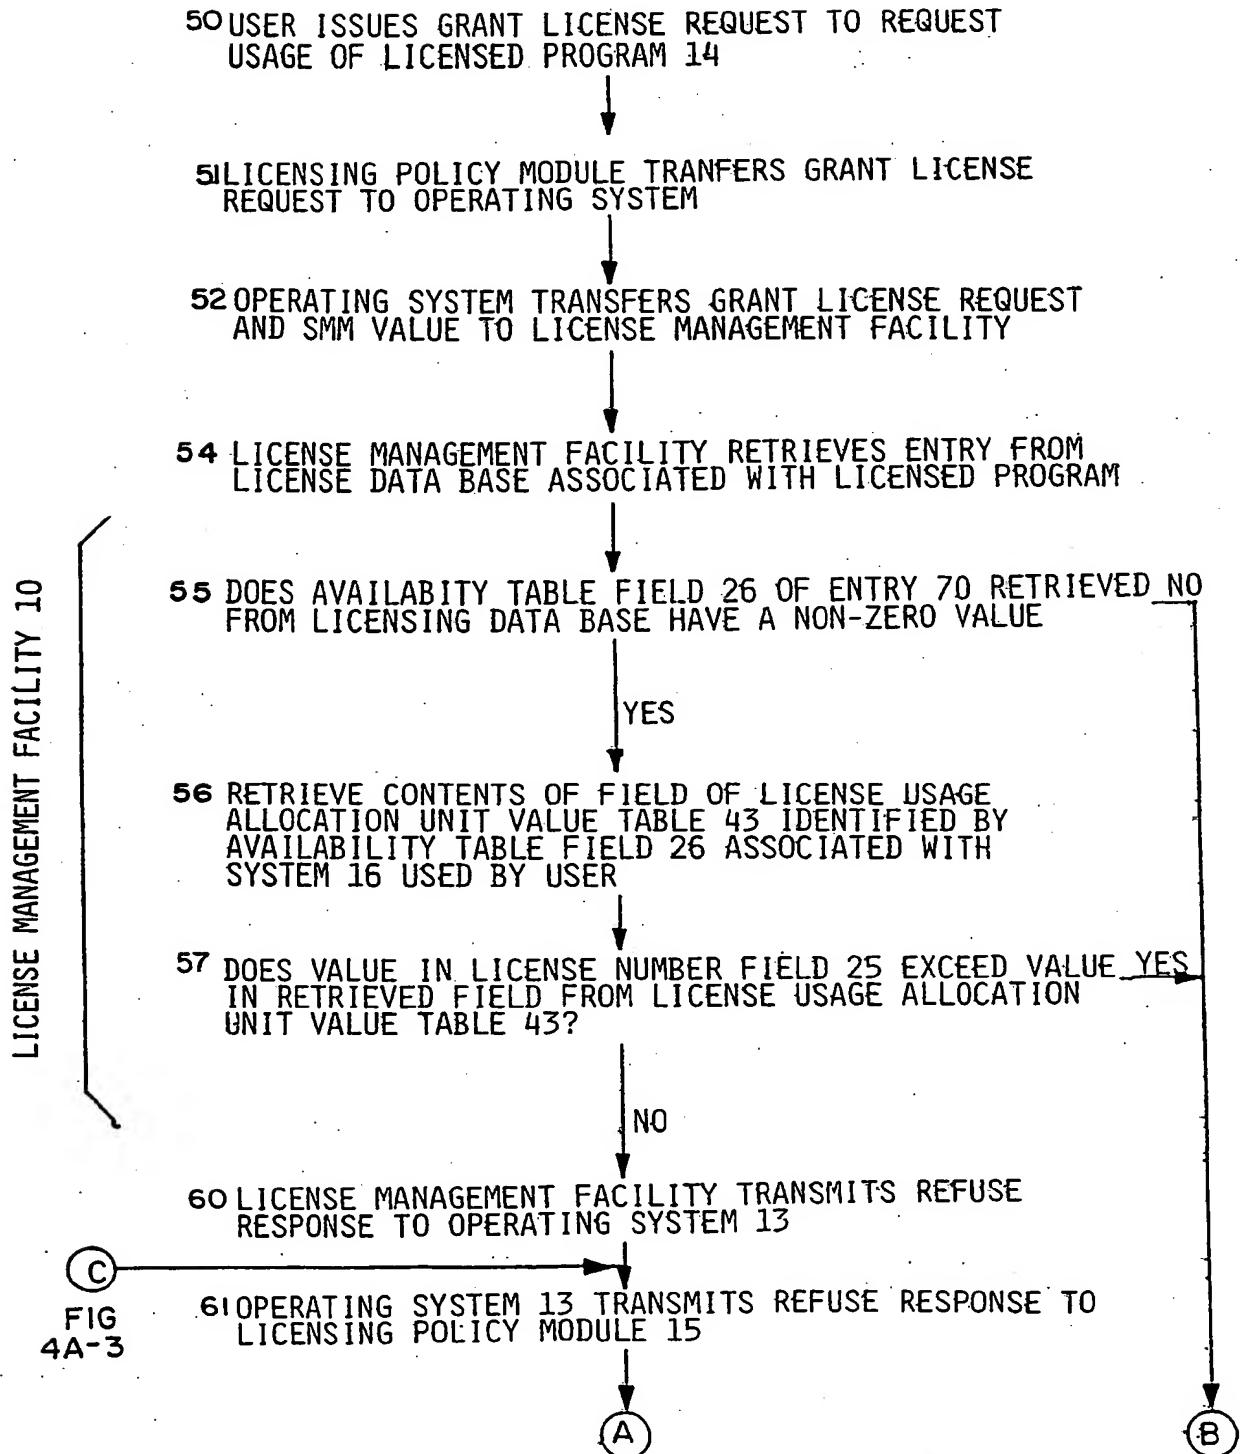 50 USER ISSUES GRANT LICENSE REQUEST TO REQUEST
USAGE OF LICENSED PROGRAM 14
51 LICENSING POLICY MODULE TRANFERS GRANT LICENSE
REQUEST TO OPERATING SYSTEM
52 OPERATING SYSTEM TRANSFERS GRANT LICENSE REQUEST
AND SMM VALUE TO LICENSE MANAGEMENT FACILITY
54 LICENSE MANAGEMENT FACILITY RETRIEVES ENTRY FROM
LICENSE DATA BASE ASSOCIATED WITH LICENSED PROGRAM
LICENSE MANAGEMENT FACILITY 10
55 DOES AVAILABITY TABLE FIELD 26 OF ENTRY 70 RETRIEVED NO
FROM LICENSING DATA BASE HAVE A NON-ZERO VALUE
YES
56 RETRIEVE CONTENTS OF FIELD OF LICENSE USAGE
ALLOCATION UNIT VALUE TABLE 43 IDENTIFIED BY
AVAILABILITY TABLE FIELD 26 ASSOCIATED WITH
SYSTEM 16 USED BY USER
57 DOES VALUE IN LICENSE NUMBER FIELD 25 EXCEED VALUE YES
IN RETRIEVED FIELD FROM LICENSE USAGE ALLOCATION
UNIT VALUE TABLE 43?
NO
60 LICENSE MANAGEMENT FACILITY TRANSMITS REFUSE
RESPONSE TO OPERATING SYSTEM 13
C
FIG
4A-3
61 OPERATING SYSTEM 13 TRANSMITS REFUSE RESPONSE TO
LICENSING POLICY MODULE 15
A
B